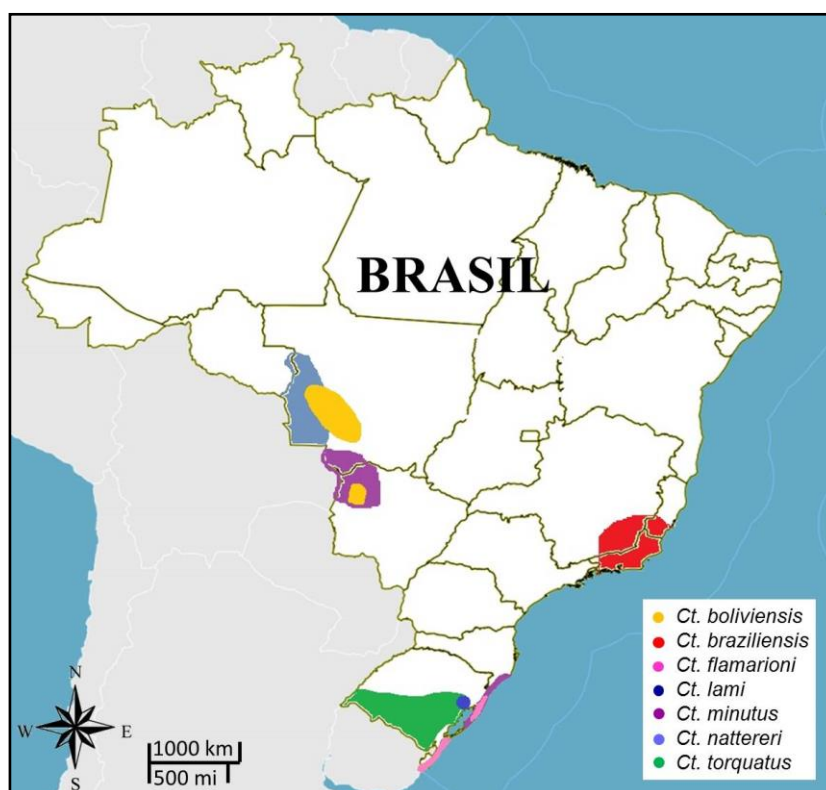 BRASIL
Ct. boliviensis
Ct. braziliensis
Ct. flamarioni
Ct. lami
Ct. minutus
Ct. nattereri
Ct. torquatus
N
W E
S
1000 km
500 mi